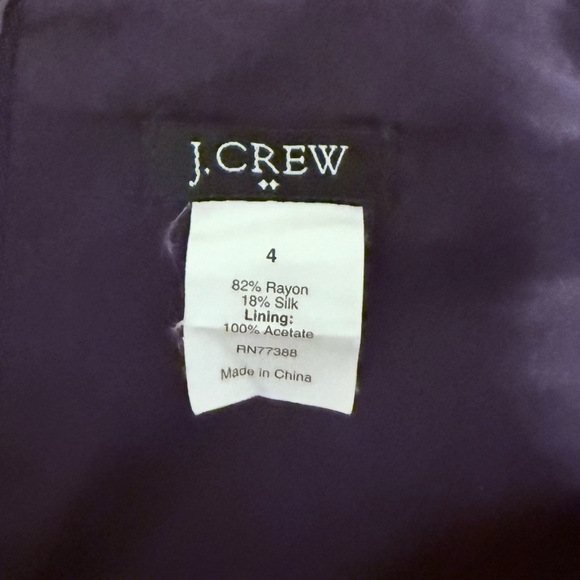 J.CREW
4
82% Rayon
18% Silk
Lining:
100% Acetate
RN77388
Made in China